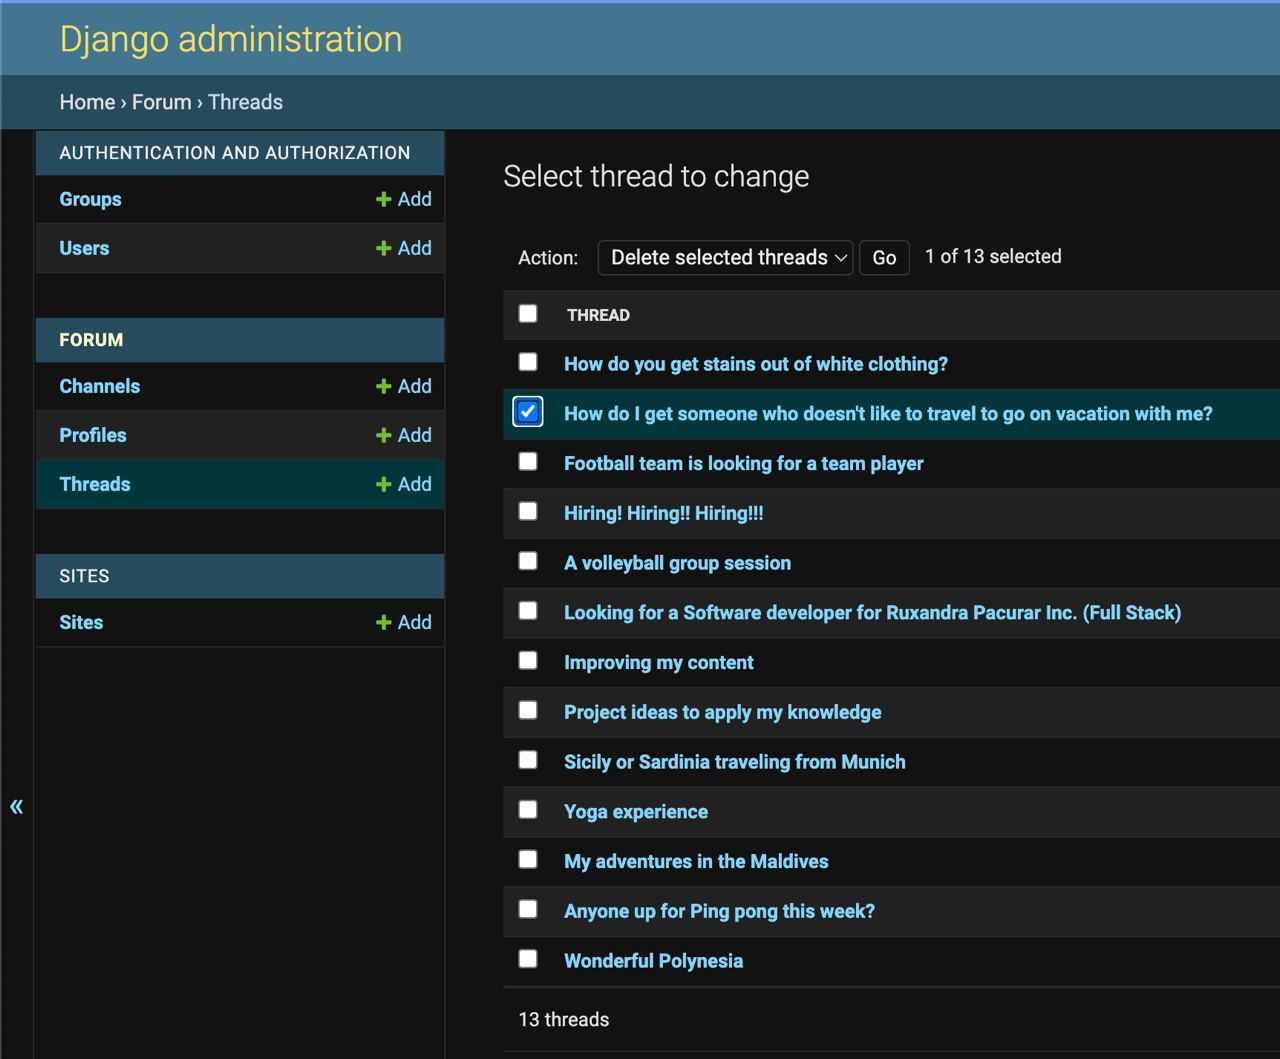 Django administration
Home › Forum › Threads
AUTHENTICATION AND AUTHORIZATION
Groups + Add
Users + Add
FORUM
Channels + Add
Profiles + Add
Threads + Add
SITES
Sites + Add
«
Select thread to change
Action: Delete selected threads Go 1 of 13 selected
THREAD
How do you get stains out of white clothing?
How do I get someone who doesn't like to travel to go on vacation with me?
Football team is looking for a team player
Hiring! Hiring!! Hiring!!!
A volleyball group session
Looking for a Software developer for Ruxandra Pacurar Inc. (Full Stack)
Improving my content
Project ideas to apply my knowledge
Sicily or Sardinia traveling from Munich
Yoga experience
My adventures in the Maldives
Anyone up for Ping pong this week?
Wonderful Polynesia
13 threads